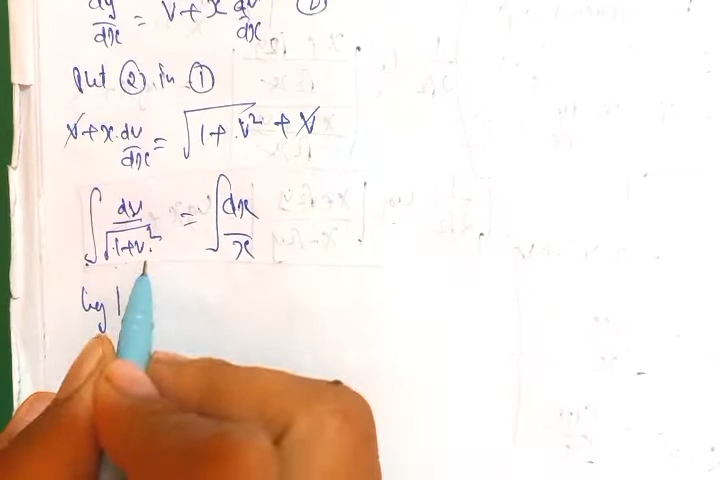 dy/dx = v + x dv/dx ②
Put ② in ①
v + x.dv/dx = √(1 + v²) + v
∫ dv/√(1+v²) = ∫ dx/x
log |